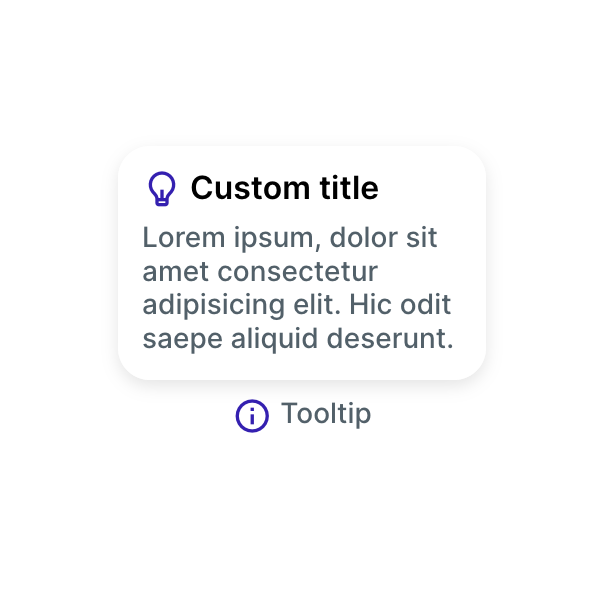 Custom title
Lorem ipsum, dolor sit
amet consectetur
adipisicing elit. Hic odit
saepe aliquid deserunt.
Tooltip